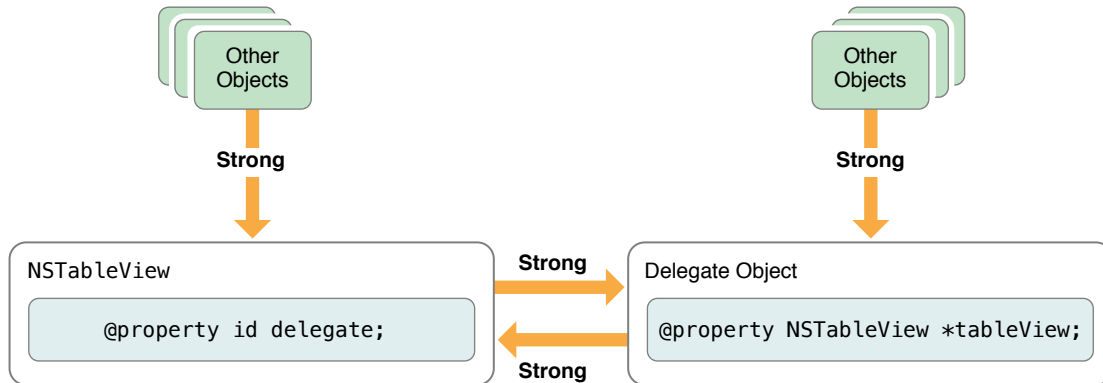 Other
Objects
Other
Objects
Strong
Strong
NSTableView
@property id delegate;
Strong
Strong
Delegate Object
@property NSTableView *tableView;